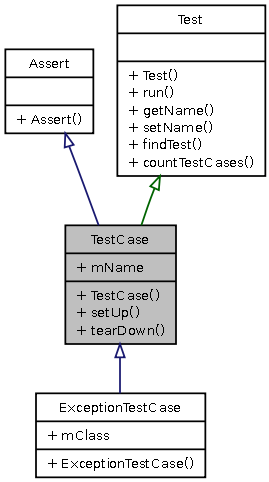 Test
+ Test()
+ run()
+ getName()
+ setName()
+ findTest()
+ countTestCases()
Assert
+ Assert()
TestCase
+ mName
+ TestCase()
+ setUp()
+ tearDown()
ExceptionTestCase
+ mClass
+ ExceptionTestCase()